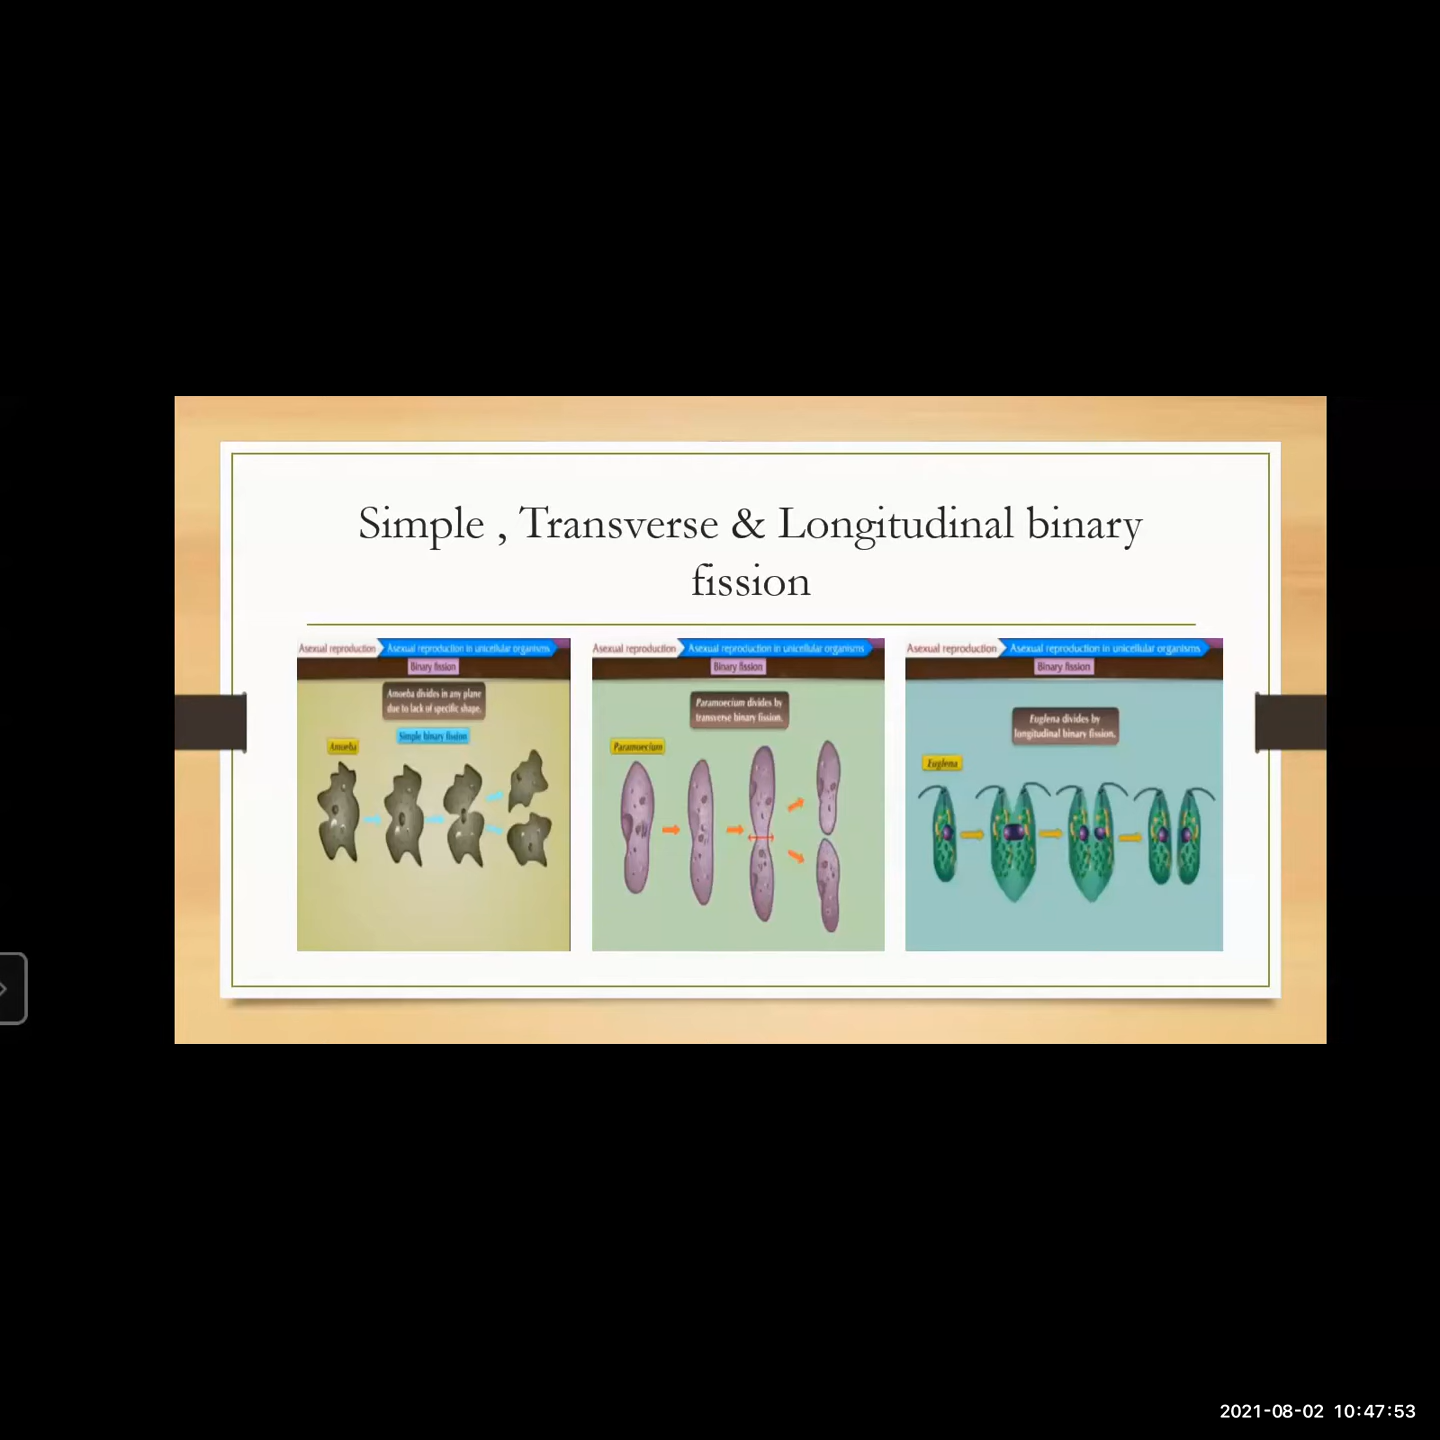 Simple , Transverse & Longitudinal binary
fission
Asexual reproduction
Asexual reproduction in unicellular organisms
Binary fission
Amoeba divides in any plane
due to lack of specific shape.
Simple binary fission
Amoeba
Asexual reproduction
Asexual reproduction in unicellular organisms
Binary fission
Paramoecium divides by
transverse binary fission.
Paramoecium
Asexual reproduction
Asexual reproduction in unicellular organisms
Binary fission
Euglena divides by
longitudinal binary fission.
Euglena
2021-08-02 10:47:53